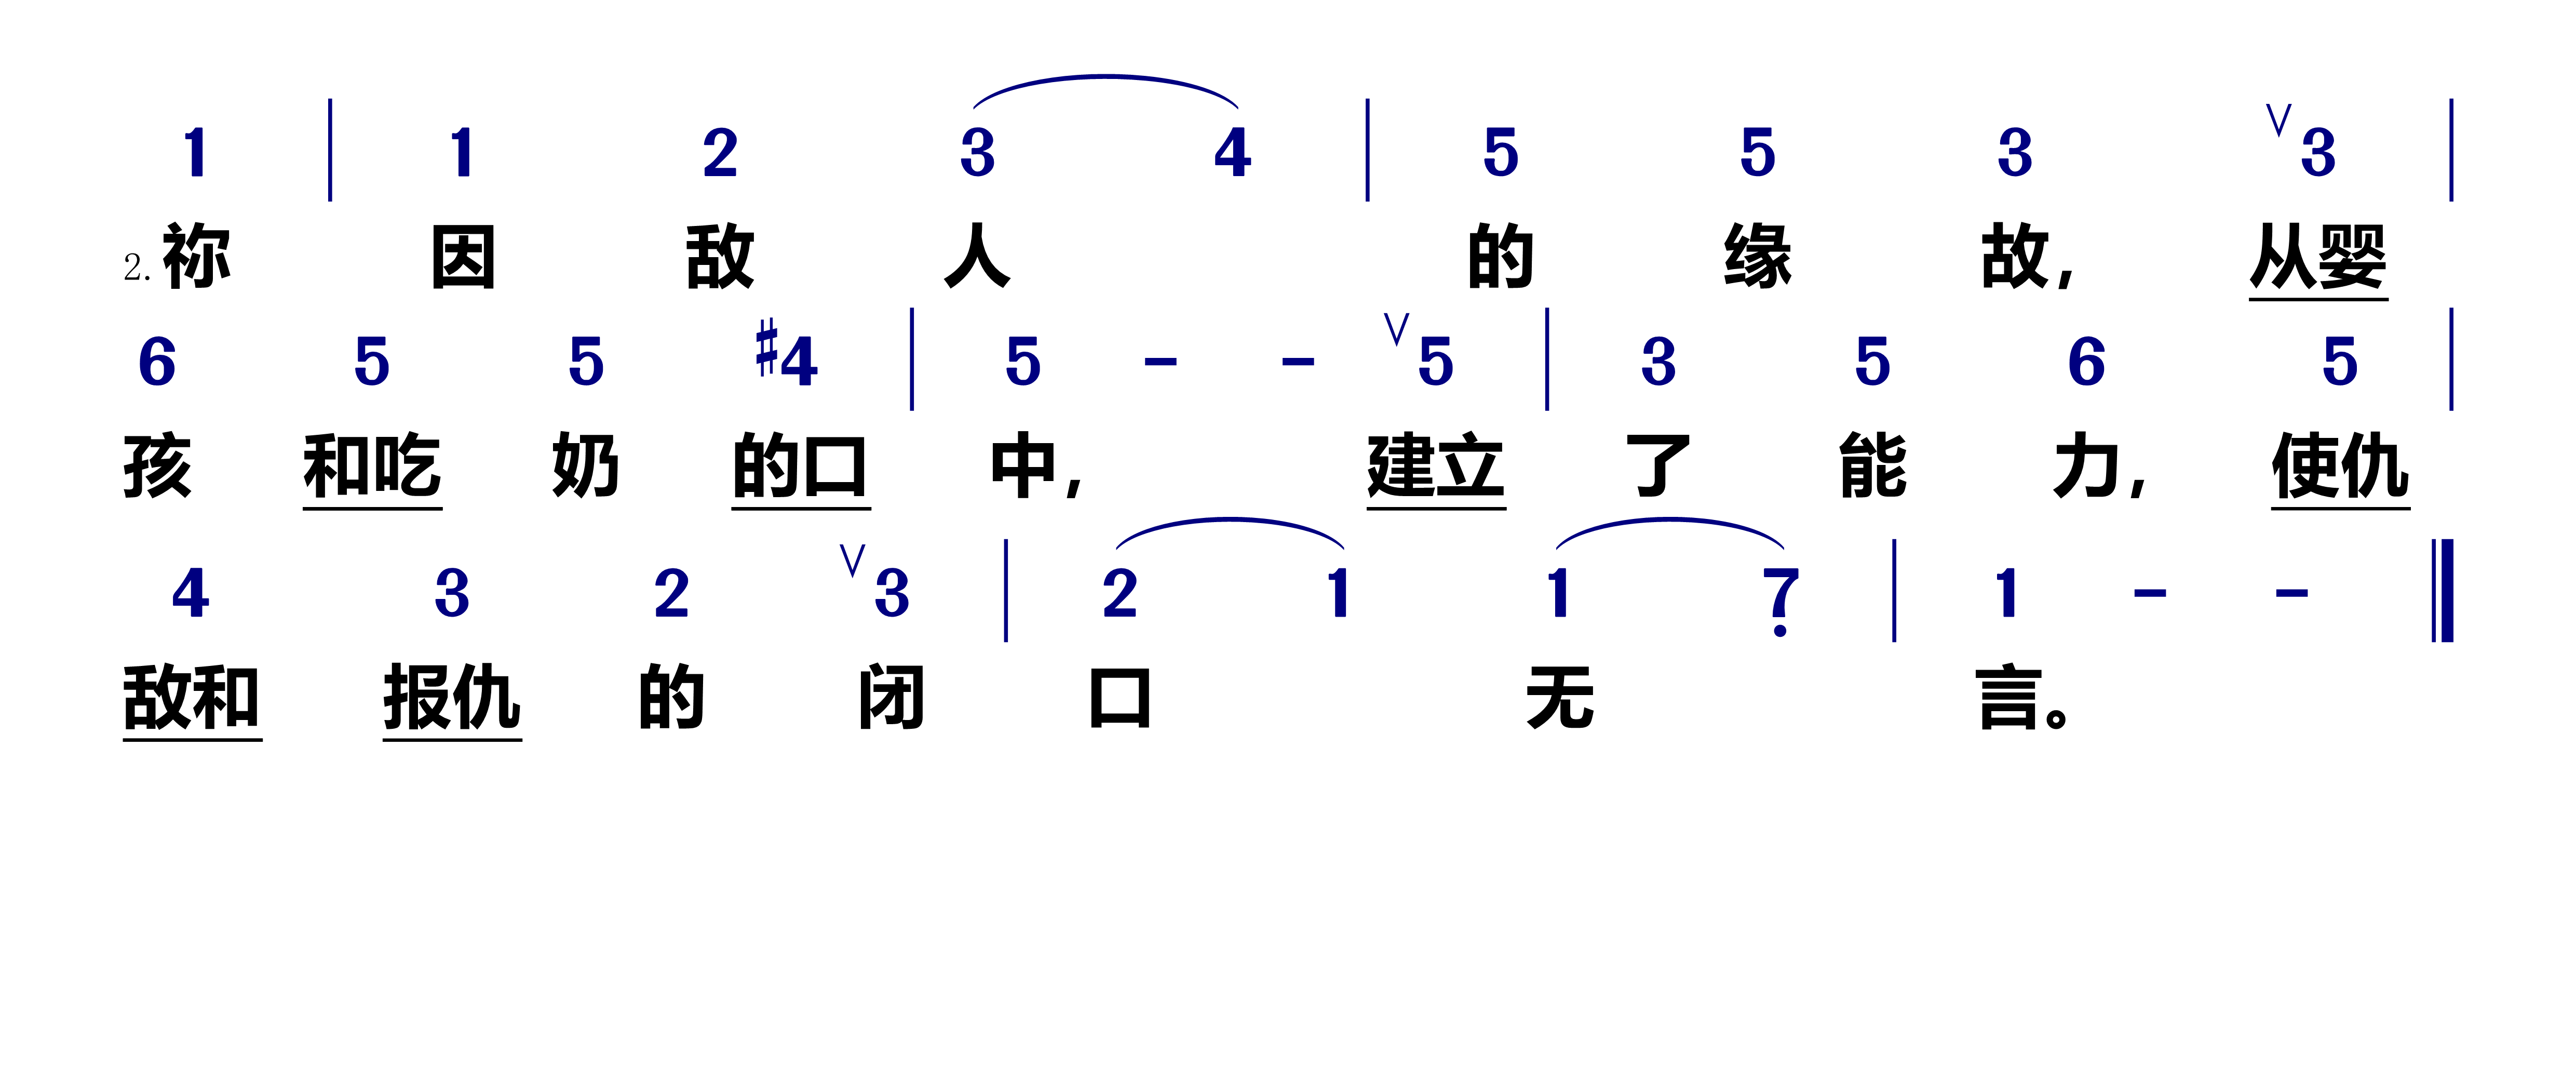 1 | 1 2 3 4 | 5 5 3 ∨3 |
2. 祢 因 敌 人 的 缘 故, 从婴
6 5 5 ♯4 | 5 - - ∨5 | 3 5 6 5 |
孩 和吃 奶 的口 中, 建立 了 能 力, 使仇
4 3 2 ∨3 | 2 1 1 7̣ | 1 - - ‖
敌和 报仇 的 闭 口 无 言。